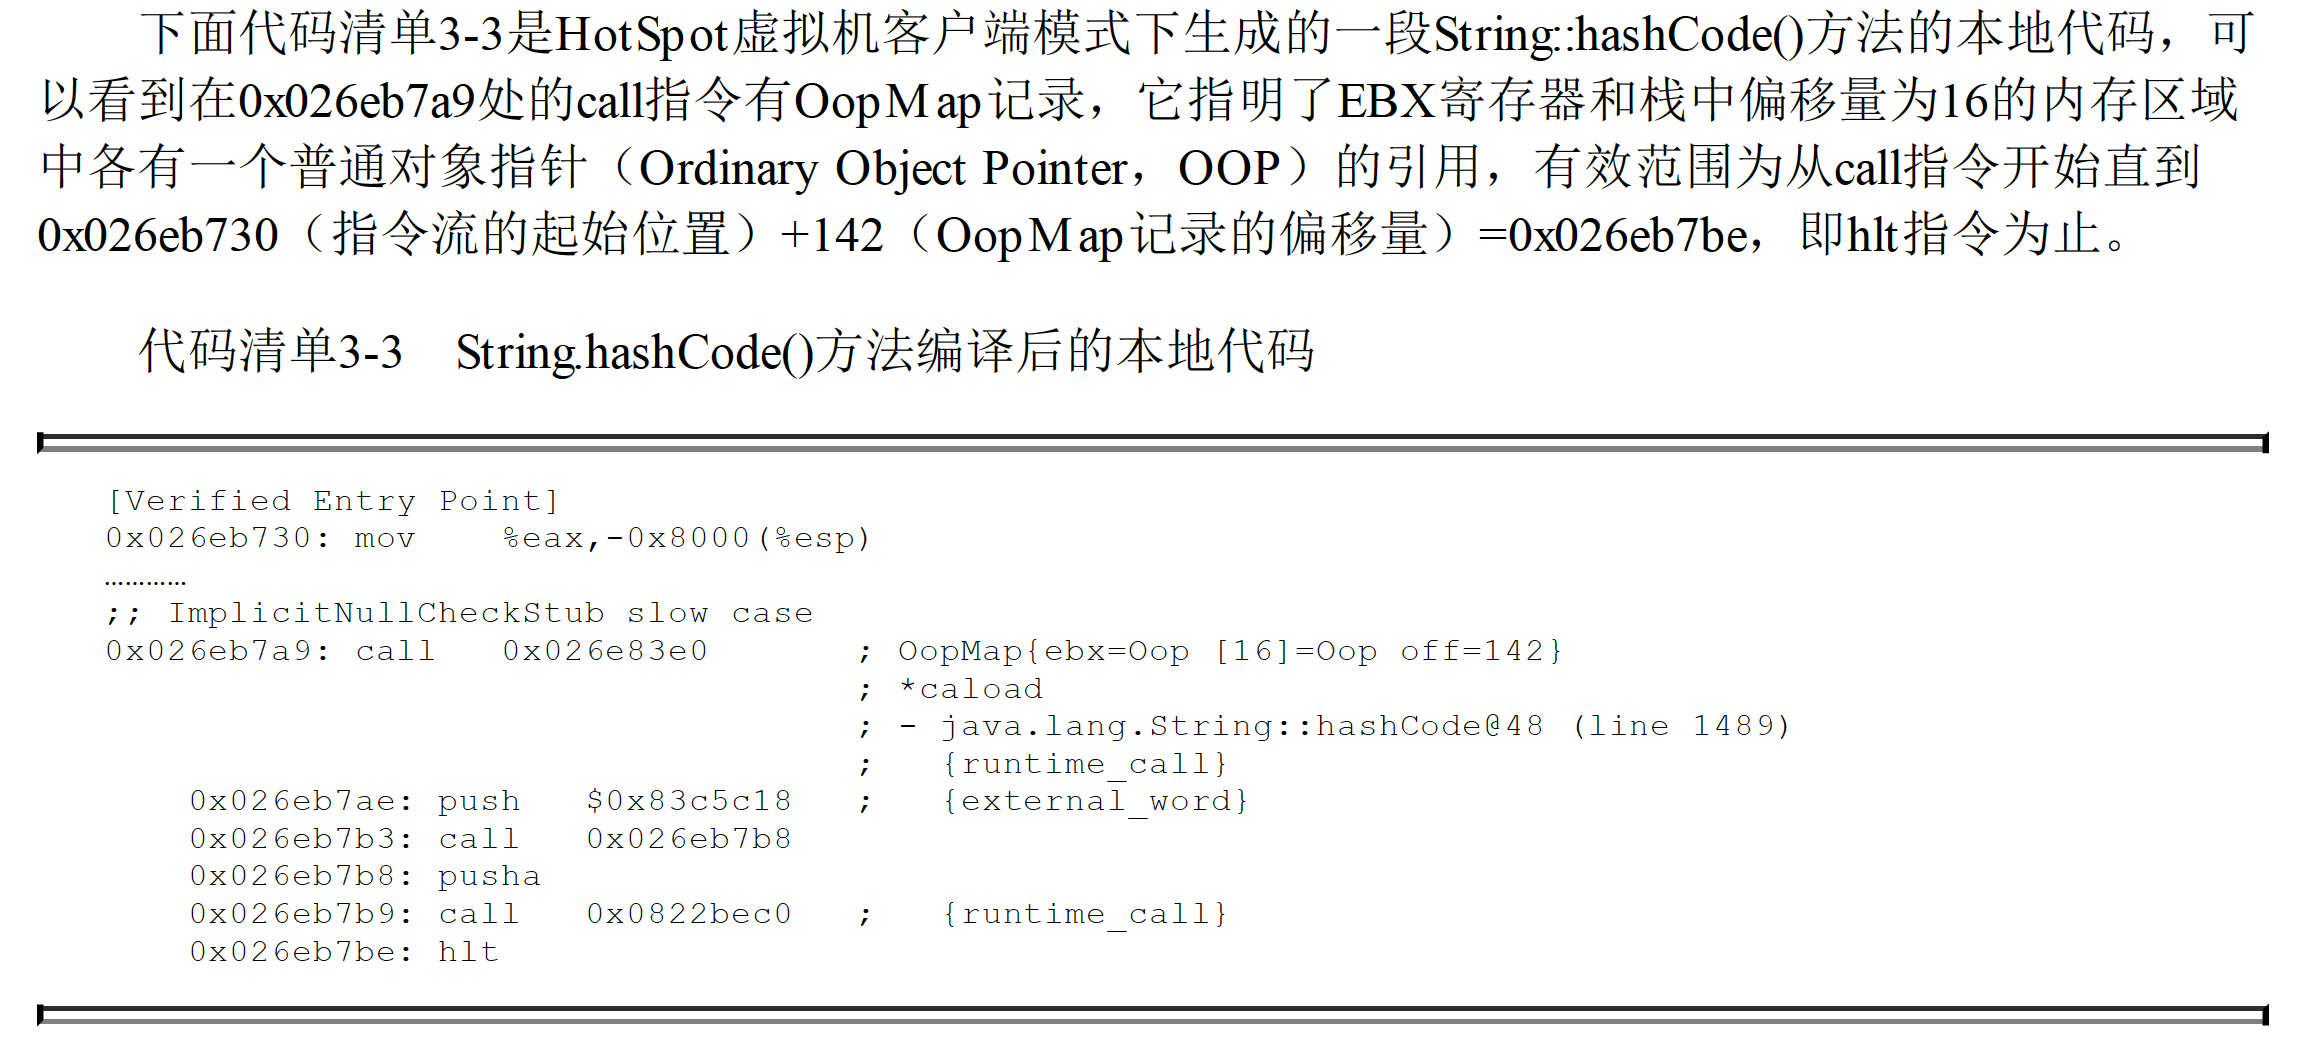 下面代码清单3-3是HotSpot虚拟机客户端模式下生成的一段String::hashCode()方法的本地代码，可
以看到在0x026eb7a9处的call指令有OopMap记录，它指明了EBX寄存器和栈中偏移量为16的内存区域
中各有一个普通对象指针（Ordinary Object Pointer，OOP）的引用，有效范围为从call指令开始直到
0x026eb730（指令流的起始位置）+142（OopMap记录的偏移量）=0x026eb7be，即hlt指令为止。
代码清单3-3　String.hashCode()方法编译后的本地代码
[Verified Entry Point]
0x026eb730: mov    %eax,-0x8000(%esp)
…………
;; ImplicitNullCheckStub slow case
0x026eb7a9: call   0x026e83e0       ; OopMap{ebx=Oop [16]=Oop off=142}
                                    ; *caload
                                    ; - java.lang.String::hashCode@48 (line 1489)
                                    ;   {runtime_call}
    0x026eb7ae: push   $0x83c5c18   ;   {external_word}
    0x026eb7b3: call   0x026eb7b8
    0x026eb7b8: pusha
    0x026eb7b9: call   0x0822bec0   ;   {runtime_call}
    0x026eb7be: hlt